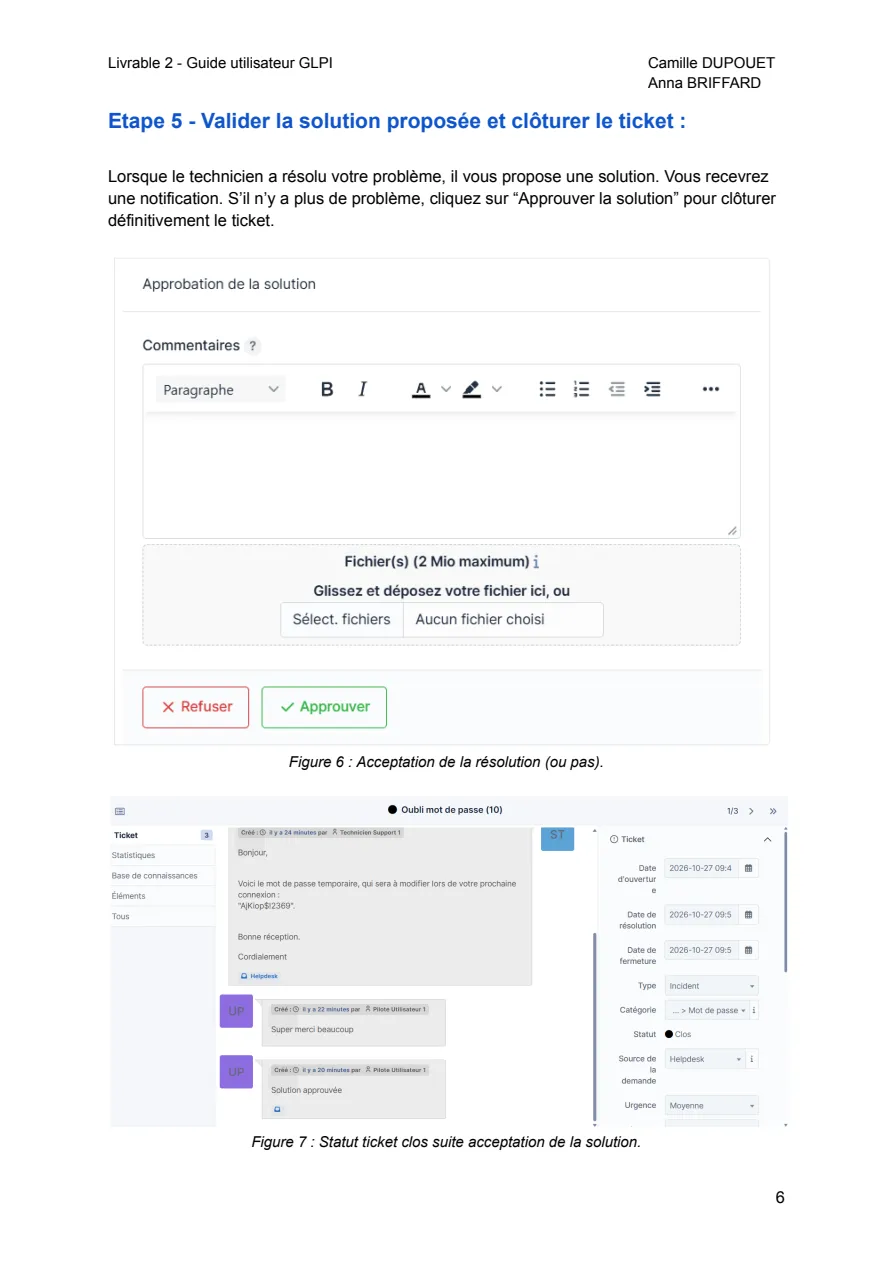 Livrable 2 - Guide utilisateur GLPI
Camille DUPOUET
Anna BRIFFARD
Etape 5 - Valider la solution proposée et clôturer le ticket :
Lorsque le technicien a résolu votre problème, il vous propose une solution. Vous recevrez
une notification. S’il n’y a plus de problème, cliquez sur “Approuver la solution” pour clôturer
définitivement le ticket.
Approbation de la solution
Commentaires ?
Paragraphe B I A
Fichier(s) (2 Mio maximum) i
Glissez et déposez votre fichier ici, ou
Sélect. fichiers Aucun fichier choisi
Refuser Approuver
Figure 6 : Acceptation de la résolution (ou pas).
Oubli mot de passe (10)
1/3
Ticket 3
Statistiques
Base de connaissances
Éléments
Tous
Créé : il y a 24 minutes par Technicien Support 1
ST
Bonjour,
Voici le mot de passe temporaire, qui sera à modifier lors de votre prochaine
connexion :
Bonne réception.
Cordialement
Helpdesk
UP
Créé : il y a 22 minutes par Pilote Utilisateur 1
Super merci beaucoup
UP
Créé : il y a 20 minutes par Pilote Utilisateur 1
Solution approuvée
Ticket
Date
d'ouvertur
e
2026-10-27 09:4
Date de
résolution
2026-10-27 09:5
Date de
fermeture
2026-10-27 09:5
Type Incident
Catégorie ... > Mot de passe i
Statut Clos
Source de
la
demande
Helpdesk i
Urgence Moyenne
Figure 7 : Statut ticket clos suite acceptation de la solution.
6